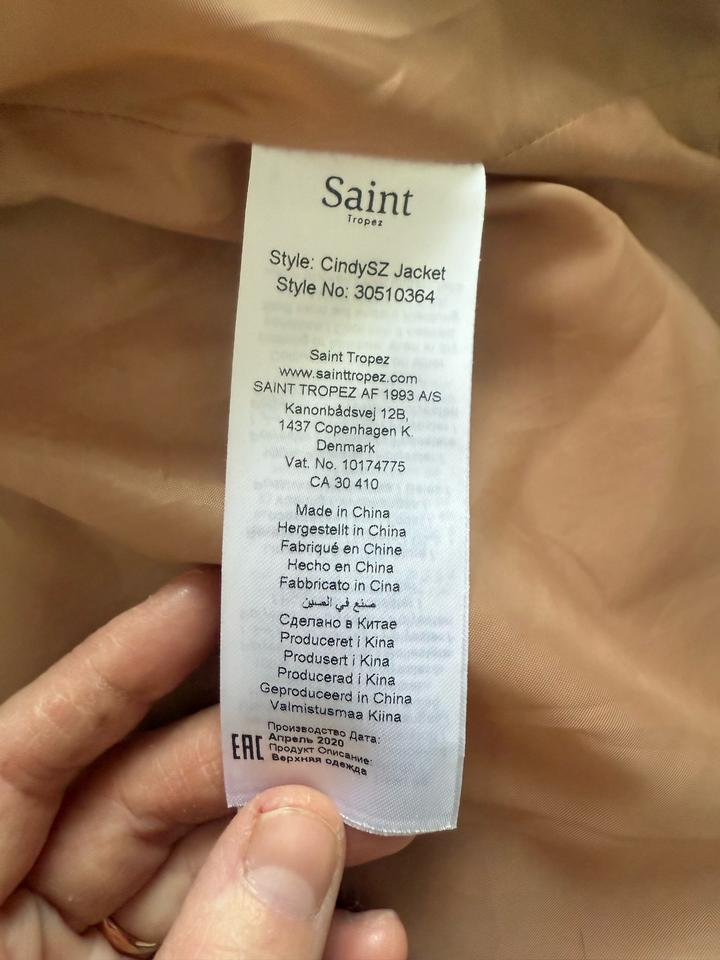 Saint
Tropez
Style: CindySZ Jacket
Style No: 30510364
Saint Tropez
www.sainttropez.com
SAINT TROPEZ AF 1993 A/S
Kanonbådsvej 12B,
1437 Copenhagen K.
Denmark
Vat. No. 10174775
CA 30 410
Made in China
Hergestellt in China
Fabriqué en Chine
Hecho en China
Fabbricato in Cina
صنع في الصين
Сделано в Китае
Produceret i Kina
Produsert i Kina
Producerad i Kina
Geproduceerd in China
Valmistusmaa Kiina
EAC
Производство Дата:
Апрель 2020
Продукт Описание:
Верхняя одежда